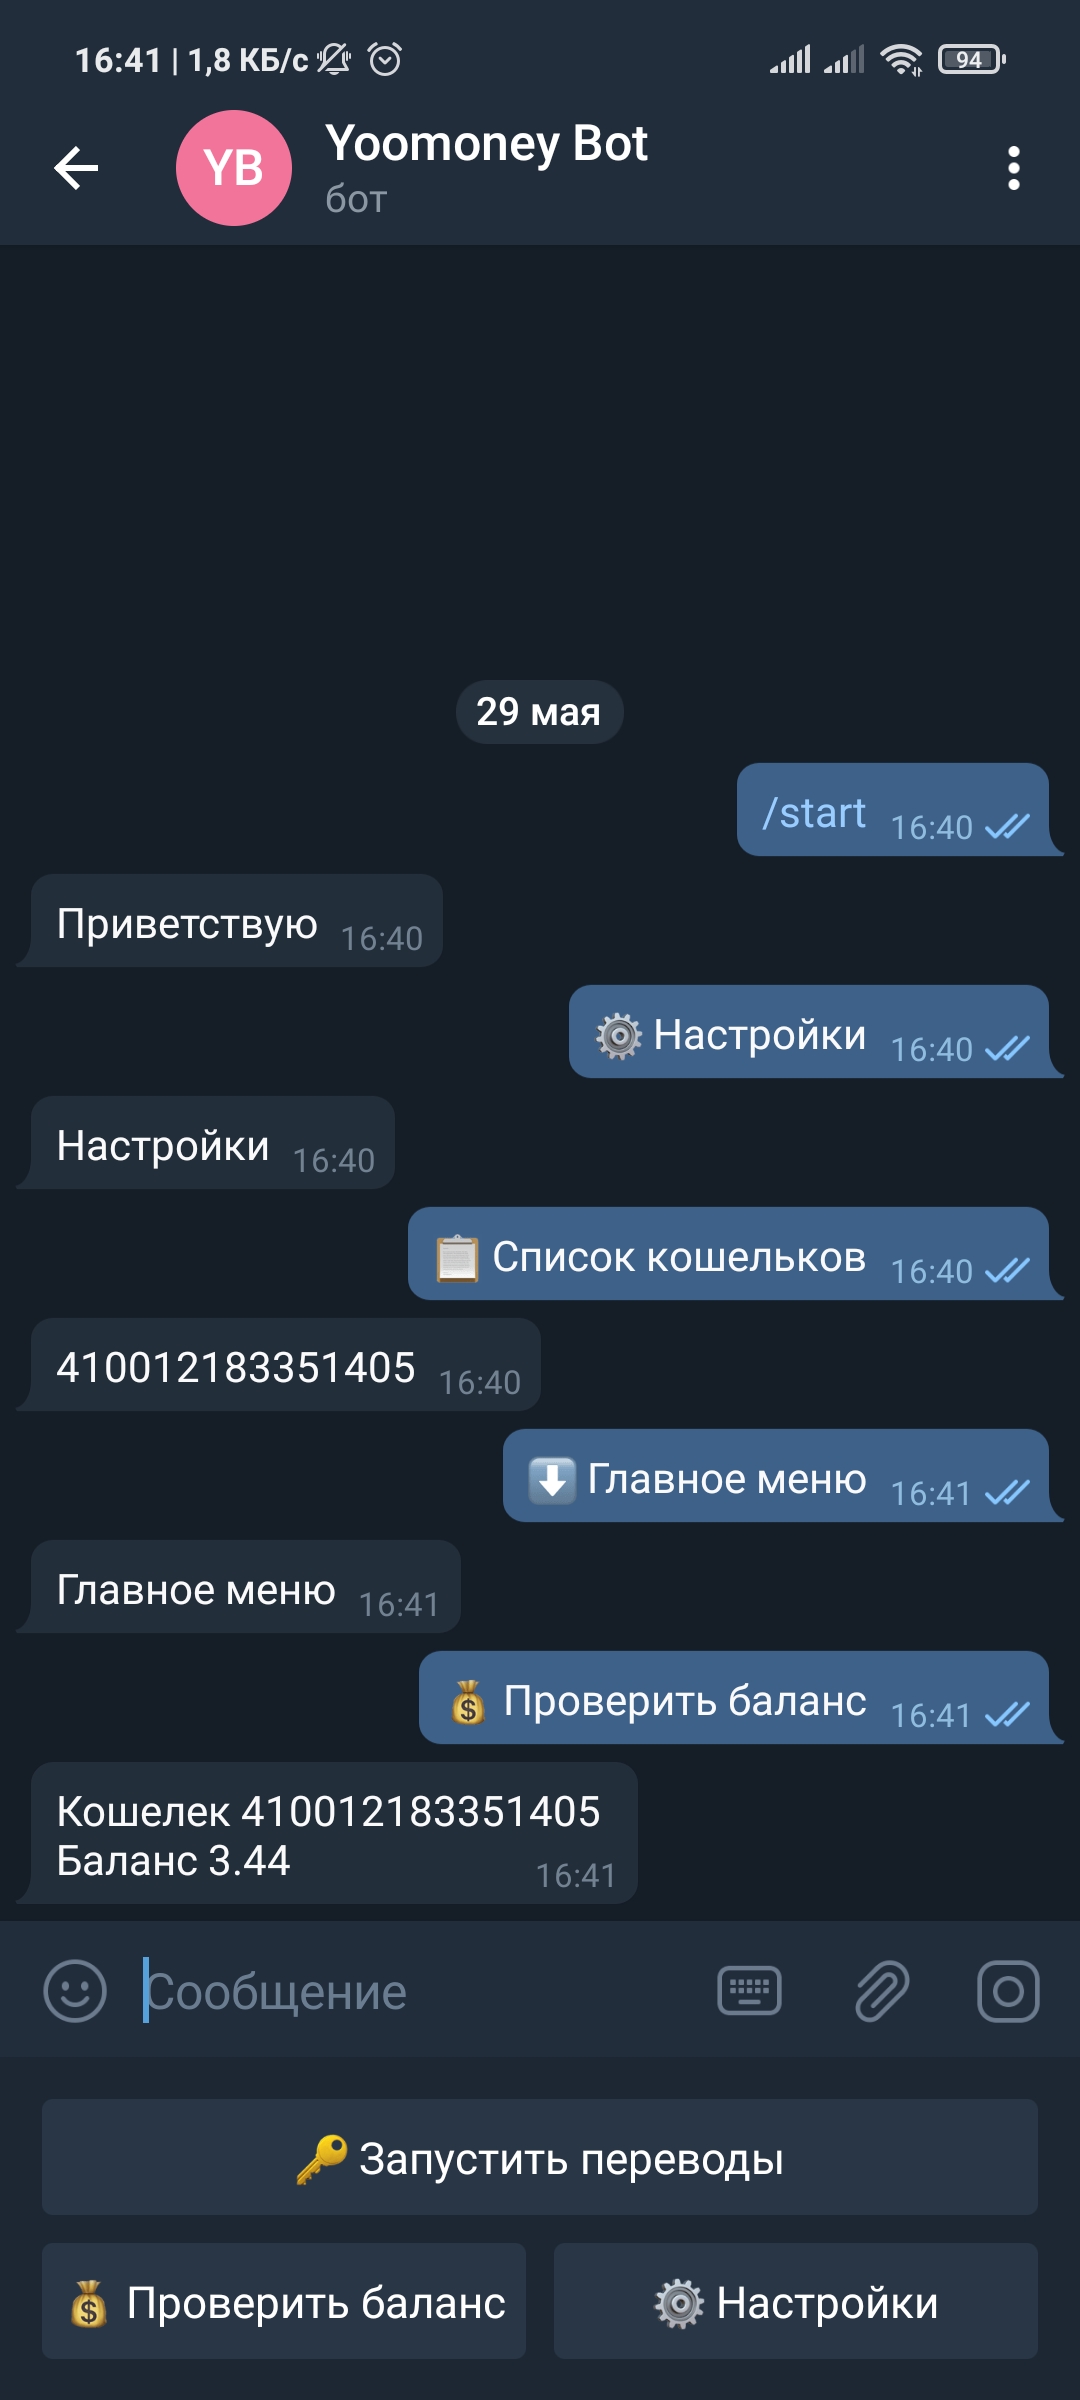 16:41 | 1,8 КБ/с
94
YB
Yoomoney Bot
бот
29 мая
/start 16:40
Приветствую 16:40
⚙️ Настройки 16:40
Настройки 16:40
📋 Список кошельков 16:40
410012183351405 16:40
⬇️ Главное меню 16:41
Главное меню 16:41
💰 Проверить баланс 16:41
Кошелек 410012183351405
Баланс 3.44 16:41
Сообщение
🔑 Запустить переводы
💰 Проверить баланс
⚙️ Настройки